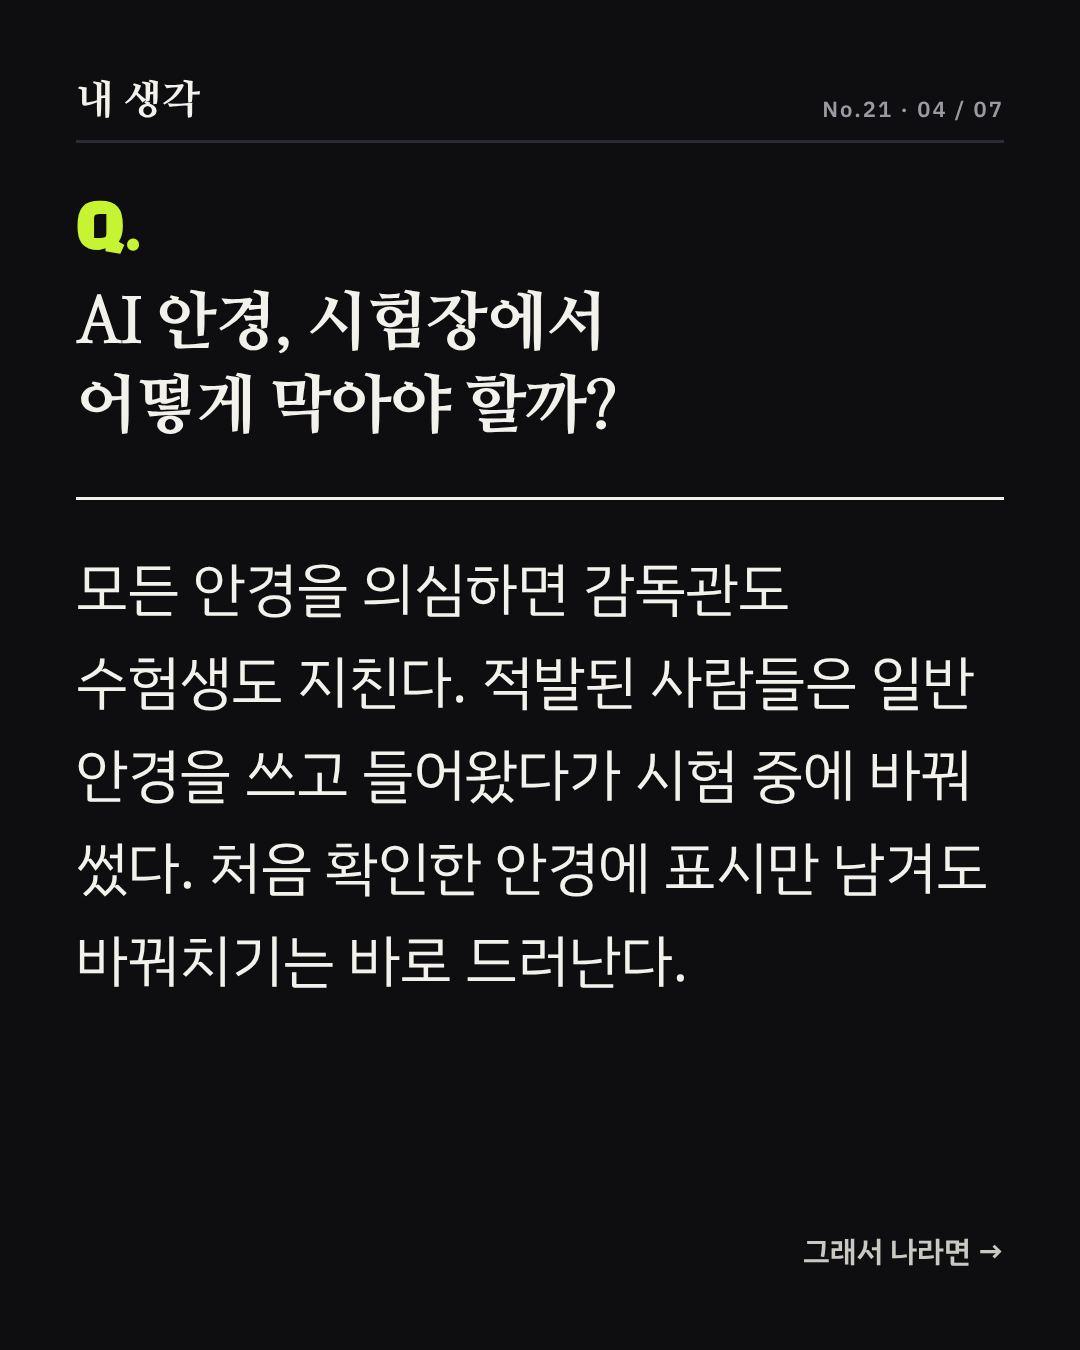 내 생각
No.21 · 04 / 07
Q.
AI 안경, 시험장에서
어떻게 막아야 할까?
모든 안경을 의심하면 감독관도
수험생도 지친다. 적발된 사람들은 일반
안경을 쓰고 들어왔다가 시험 중에 바꿔
썼다. 처음 확인한 안경에 표시만 남겨도
바꿔치기는 바로 드러난다.
그래서 나라면 →